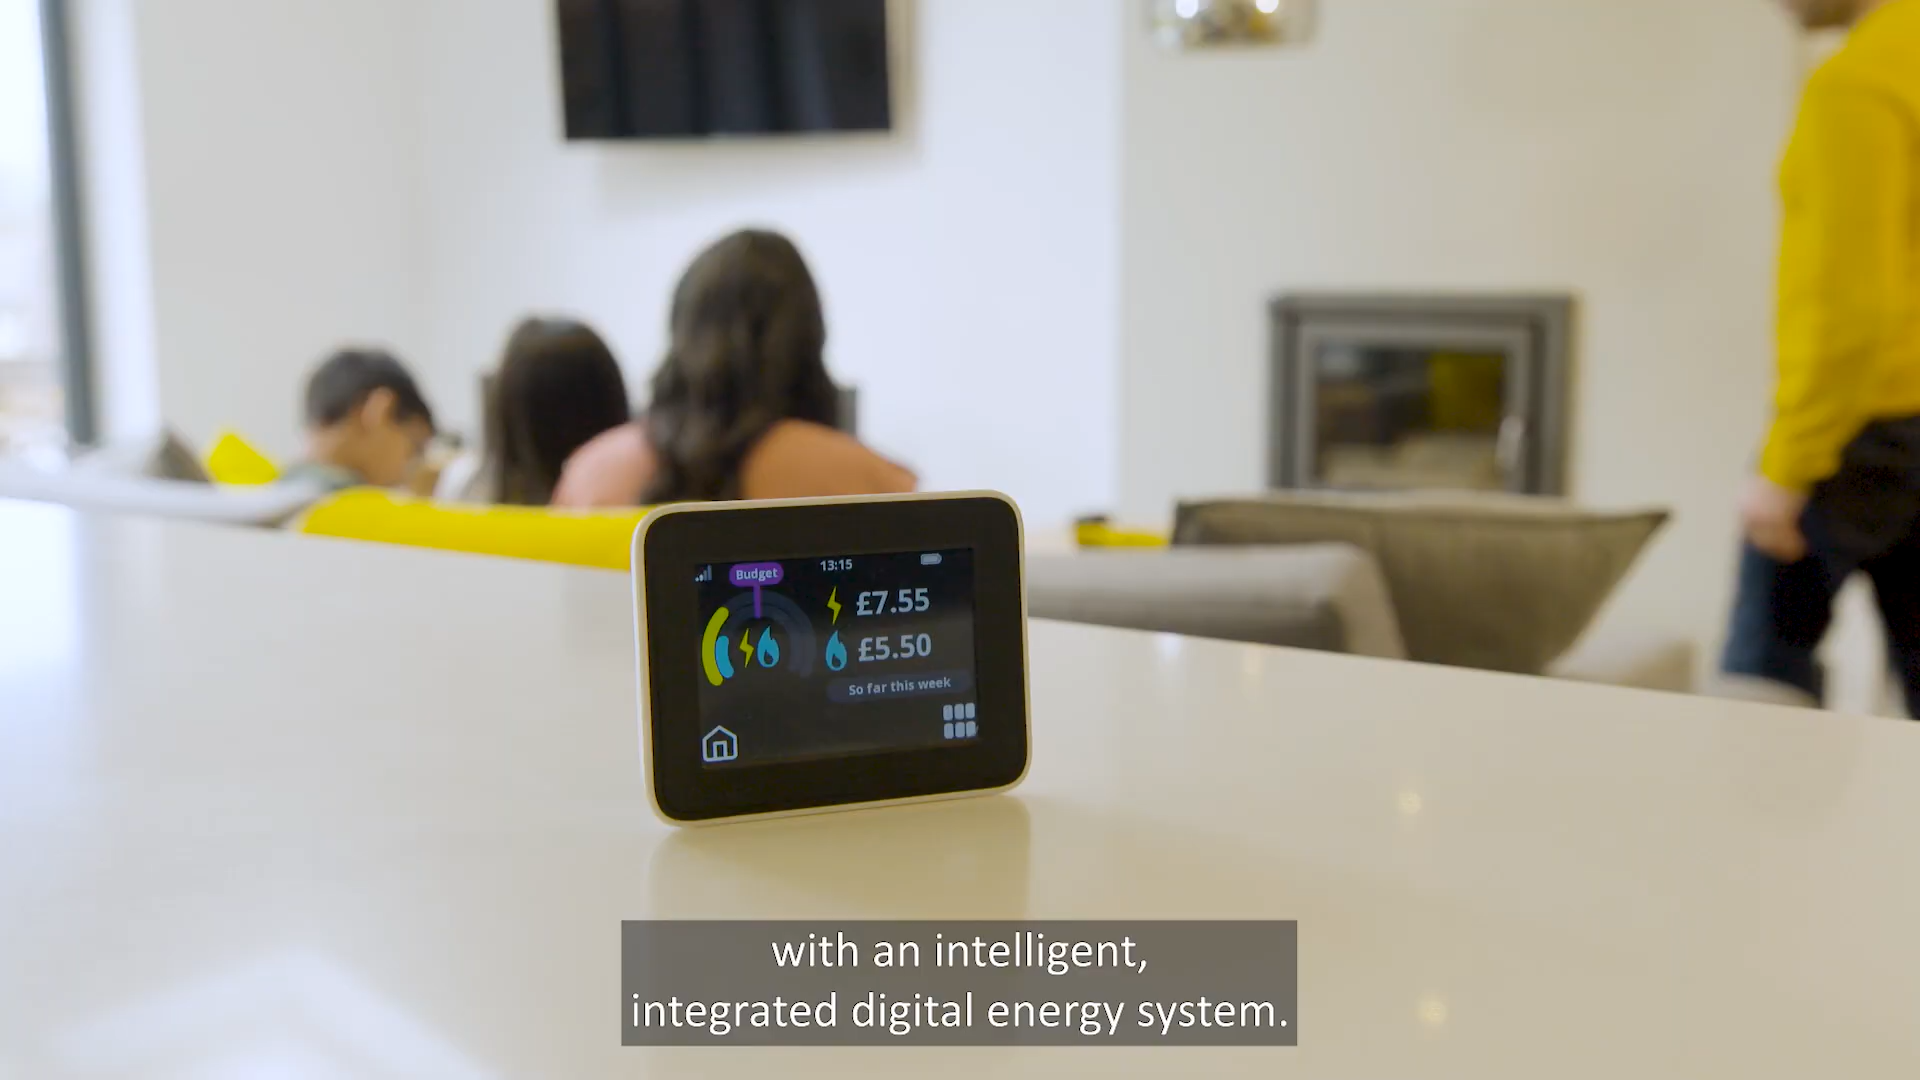 Budget
13:15
£7.55
£5.50
So far this week
with an intelligent,
integrated digital energy system.